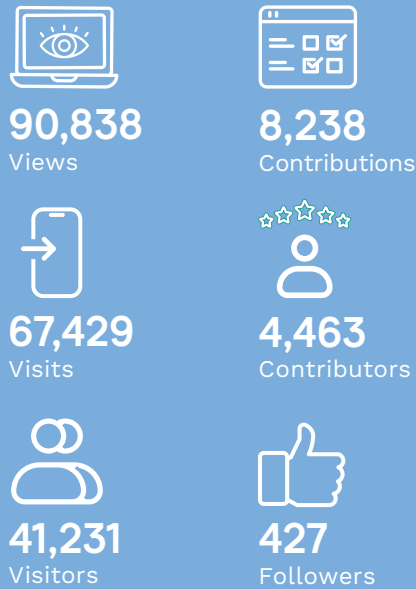 90,838
Views
8,238
Contributions
67,429
Visits
4,463
Contributors
41,231
Visitors
427
Followers